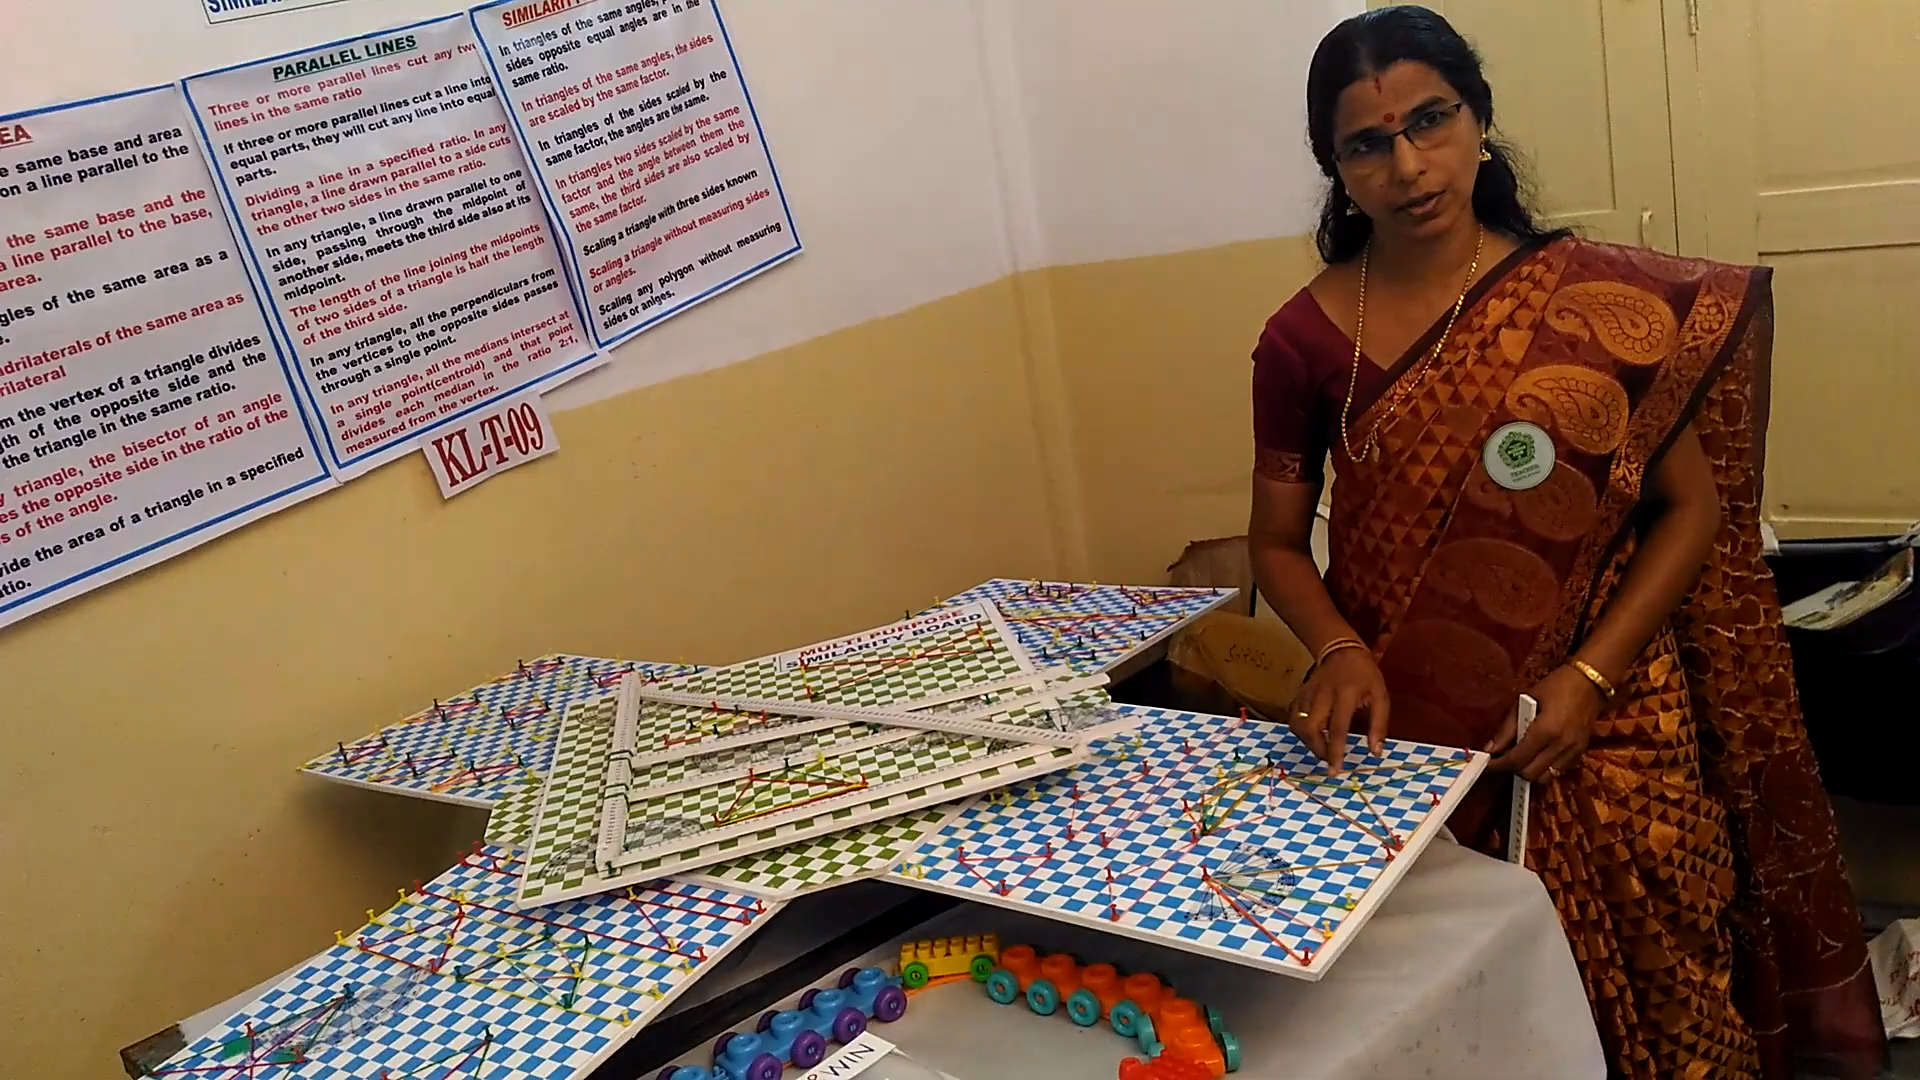 EA
e same base and area
on a line parallel to the
the same base and the
a line parallel to the base,
area.
gles of the same area as a
adrilaterals of the same area as
rilateral
m the vertex of a triangle divides
th of the opposite side and the
the triangle in the same ratio.
y triangle, the bisector of an angle
es the opposite side in the ratio of the
s of the angle.
vide the area of a triangle in a specified
atio.
PARALLEL LINES
Three or more parallel lines cut any two
lines in the same ratio
If three or more parallel lines cut a line into
equal parts, they will cut any line into equal
parts.
Dividing a line in a specified ratio. In any
triangle, a line drawn parallel to a side cuts
the other two sides in the same ratio.
In any triangle, a line drawn parallel to one
side, passing through the midpoint of
another side, meets the third side also at its
midpoint.
The length of the line joining the midpoints
of two sides of a triangle is half the length
of the third side.
In any triangle, all the perpendiculars from
the vertices to the opposite sides passes
through a single point.
In any triangle, all the medians intersect at
a single point(centroid) and that point
divides each median in the ratio 2:1,
measured from the vertex.
In triangles of the same angles,
sides opposite equal angles are in the
same ratio.
In triangles of the same angles, the sides
are scaled by the same factor.
In triangles of the sides scaled by the
same factor, the angles are the same.
In triangles two sides scaled by the same
factor and the angle between them the
same, the third sides are also scaled by
the same factor.
Scaling a triangle with three sides known
Scaling a triangle without measuring sides
or angles.
Scaling any polygon without measuring
sides or anlges.
KL-T-09
MULTI PURPOSE
SIMILARITY BOARD
TEACHER
WIN